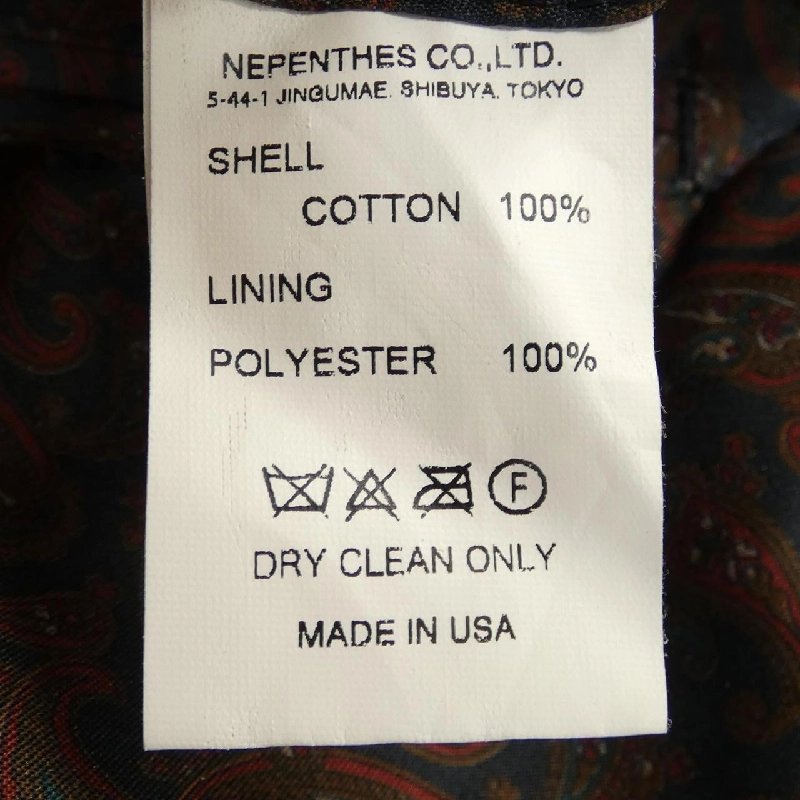 NEPENTHES CO.,LTD.
5-44-1 JINGUMAE. SHIBUYA. TOKYO
SHELL
COTTON 100%
LINING
POLYESTER 100%
F
DRY CLEAN ONLY
MADE IN USA